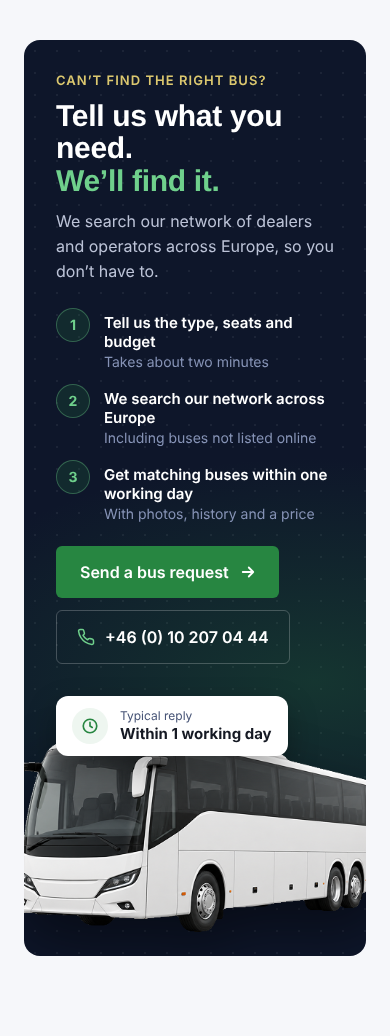 CAN’T FIND THE RIGHT BUS?
Tell us what you
need.
We’ll find it.
We search our network of dealers
and operators across Europe, so you
don’t have to.
1
Tell us the type, seats and
budget
Takes about two minutes
2
We search our network across
Europe
Including buses not listed online
3
Get matching buses within one
working day
With photos, history and a price
Send a bus request →
+46 (0) 10 207 04 44
Typical reply
Within 1 working day